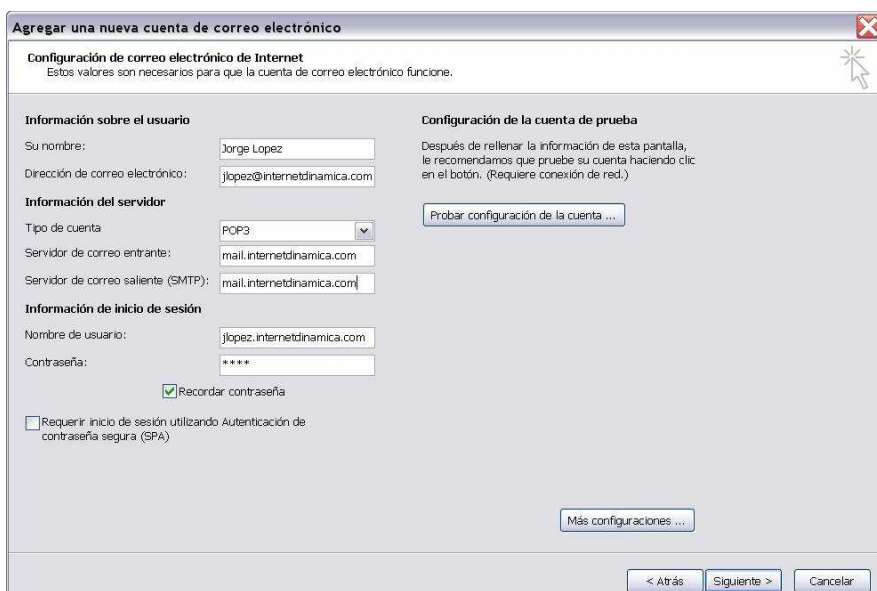 Agregar una nueva cuenta de correo electrónico
Configuración de correo electrónico de Internet
Estos valores son necesarios para que la cuenta de correo electrónico funcione.
Información sobre el usuario
Su nombre:
Jorge Lopez
Dirección de correo electrónico:
jlopez@internetdinamica.com
Información del servidor
Tipo de cuenta
POP3
Servidor de correo entrante:
mail.internetdinamica.com
Servidor de correo saliente (SMTP):
mail.internetdinamica.com
Información de inicio de sesión
Nombre de usuario:
jlopez.internetdinamica.com
Contraseña:
****
Recordar contraseña
Requerir inicio de sesión utilizando Autenticación de
contraseña segura (SPA)
Configuración de la cuenta de prueba
Después de rellenar la información de esta pantalla,
le recomendamos que pruebe su cuenta haciendo clic
en el botón. (Requiere conexión de red.)
Probar configuración de la cuenta ...
Más configuraciones ...
< Atrás
Siguiente >
Cancelar